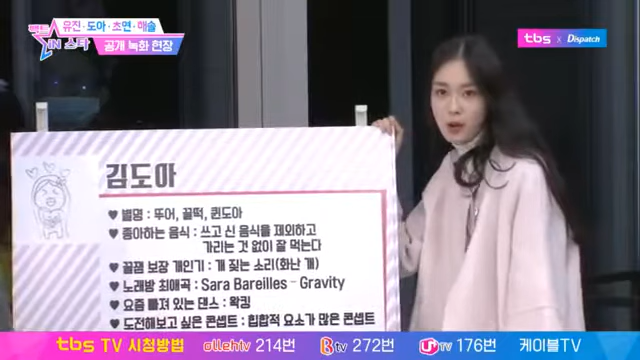 팩트 유진·도아·초연·해솔
iN 스타 공개 녹화 현장
tbs x Dispatch
김도아
♥ 별명 : 뚜어, 꿀떡, 퀸도아
♥ 좋아하는 음식 : 쓰고 신 음식을 제외하고
가리는 것 없이 잘 먹는다
♥ 꿀잼 보장 개인기 : 개 짖는 소리(화난 개)
♥ 노래방 최애곡 : Sara Bareilles - Gravity
♥ 요즘 빠져 있는 댄스 : 왁킹
♥ 도전해보고 싶은 콘셉트 : 힙합적 요소가 많은 콘셉트
tbs TV 시청방법 ollehtv 214번 Btv 272번 U+tv 176번 케이블TV